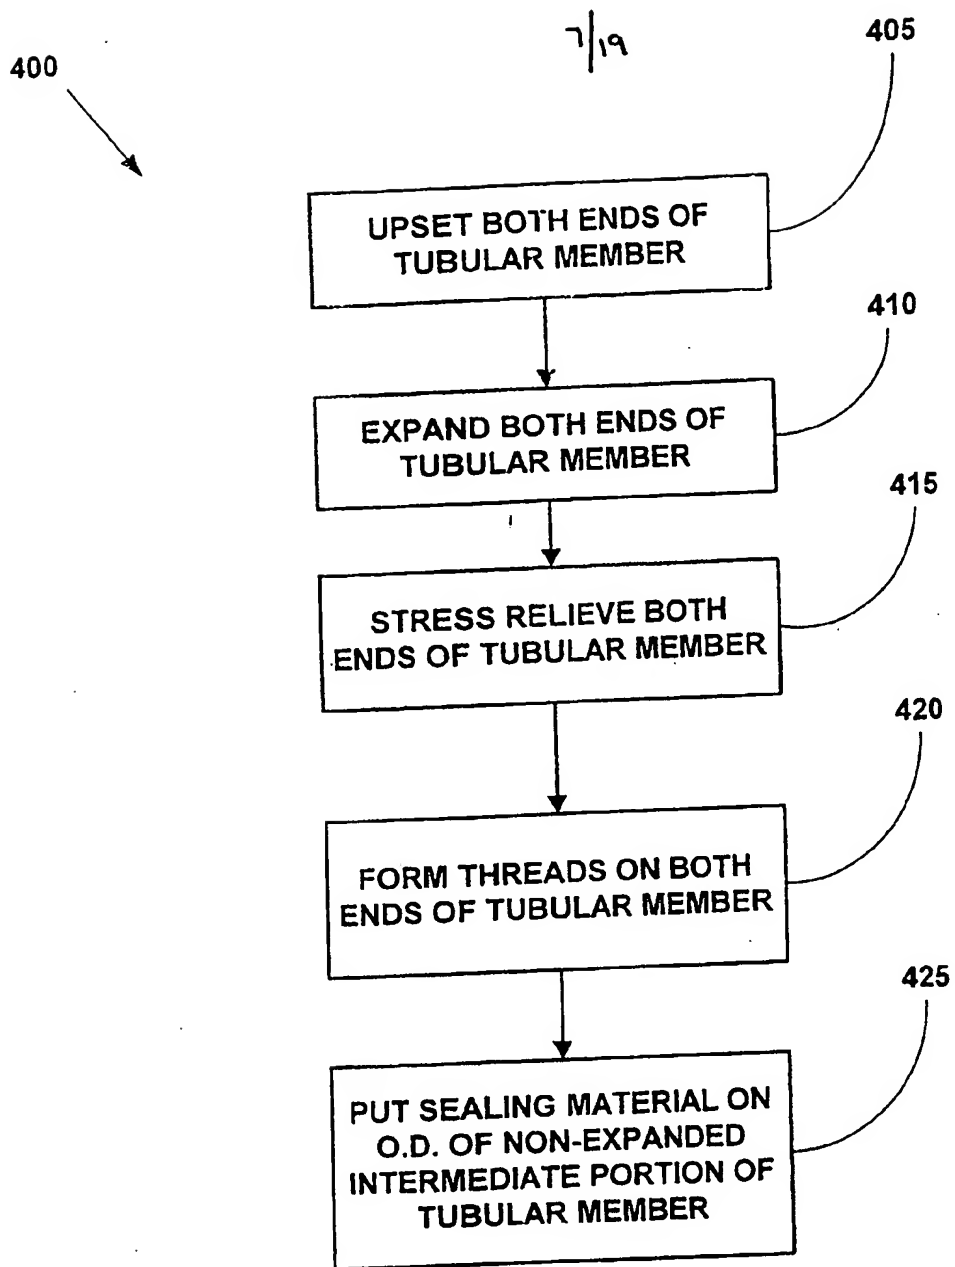 7/19
400
405
UPSET BOTH ENDS OF
TUBULAR MEMBER
410
EXPAND BOTH ENDS OF
TUBULAR MEMBER
415
STRESS RELIEVE BOTH
ENDS OF TUBULAR MEMBER
420
FORM THREADS ON BOTH
ENDS OF TUBULAR MEMBER
425
PUT SEALING MATERIAL ON
O.D. OF NON-EXPANDED
INTERMEDIATE PORTION OF
TUBULAR MEMBER